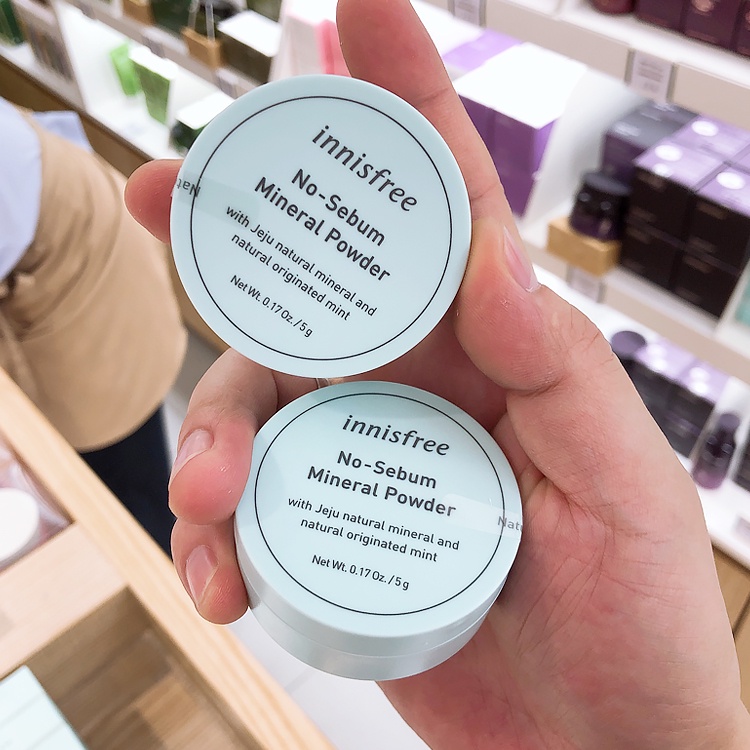 innisfree
No-Sebum
Mineral Powder
with Jeju natural mineral and
natural originated mint
Net Wt. 0.17 Oz. / 5g
Nat
innisfree
No-Sebum
Mineral Powder
with Jeju natural mineral and
natural originated mint
Net Wt. 0.17 Oz. / 5g
Natu